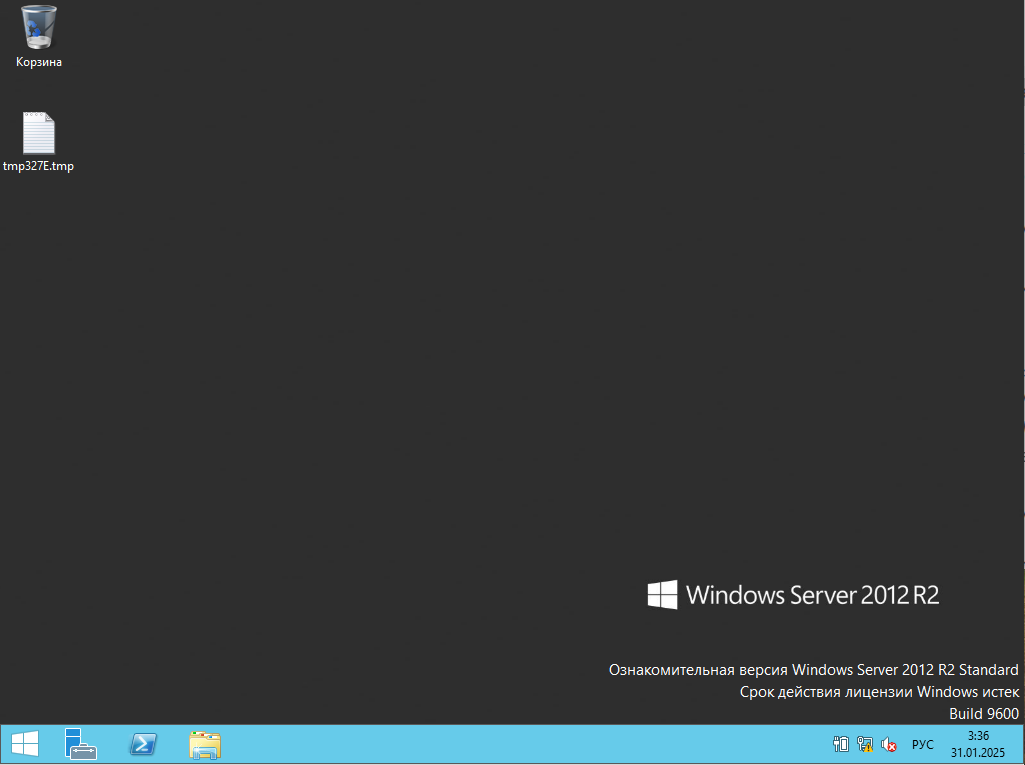 Корзина
tmp327E.tmp
Windows Server 2012 R2
Ознакомительная версия Windows Server 2012 R2 Standard
Срок действия лицензии Windows истек
Build 9600
РУС
3:36
31.01.2025